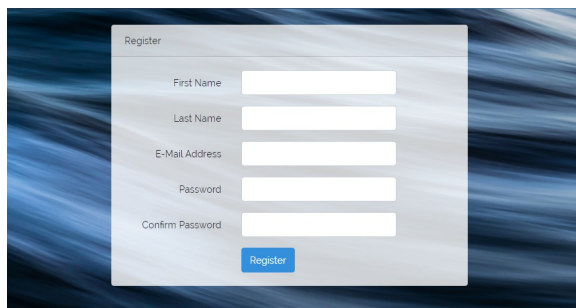 Register
First Name
Last Name
E-Mail Address
Password
Confirm Password
Register